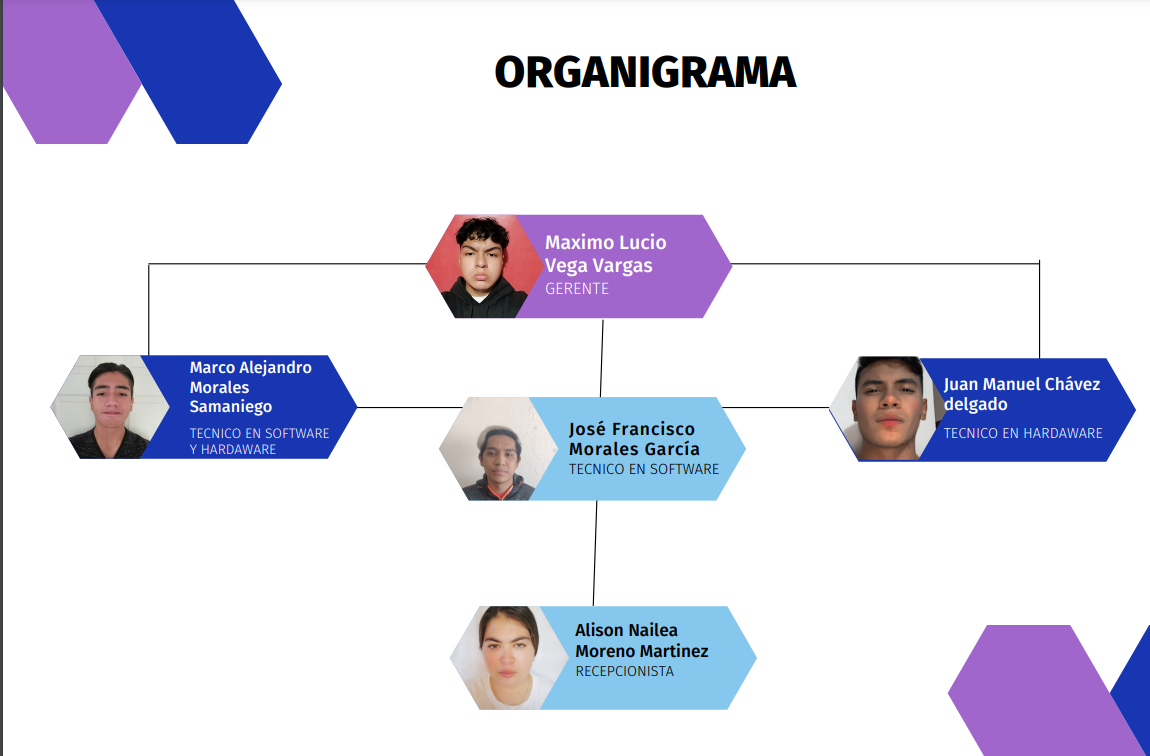 ORGANIGRAMA
Maximo Lucio
Vega Vargas
GERENTE
Marco Alejandro
Morales
Samaniego
TECNICO EN SOFTWARE
Y HARDAWARE
José Francisco
Morales García
TECNICO EN SOFTWARE
Juan Manuel Chávez
delgado
TECNICO EN HARDAWARE
Alison Nailea
Moreno Martinez
RECEPCIONISTA